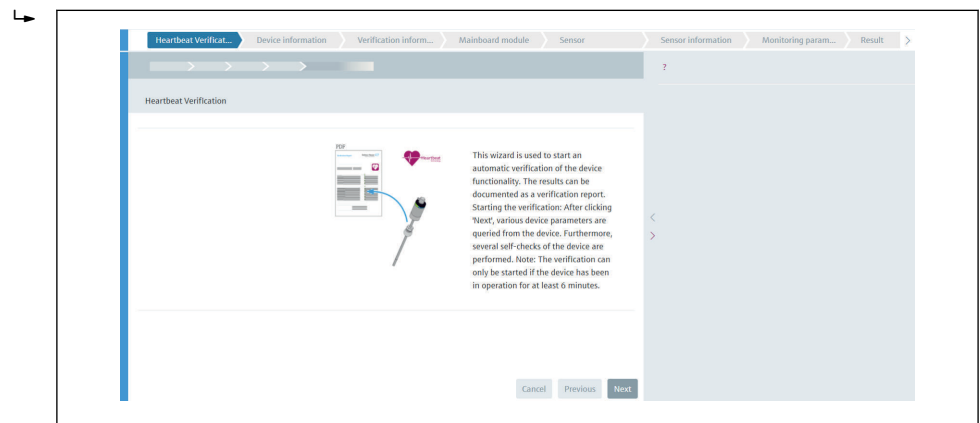 Heartbeat Verificat... Device information Verification inform... Mainboard module Sensor Sensor information Monitoring param... Result >
?
Heartbeat Verification
PDF
Heartbeat
This wizard is used to start an
automatic verification of the device
functionality. The results can be
documented as a verification report.
Starting the verification: After clicking
'Next', various device parameters are
queried from the device. Furthermore,
several self-checks of the device are
performed. Note: The verification can
only be started if the device has been
in operation for at least 6 minutes.
Cancel Previous Next